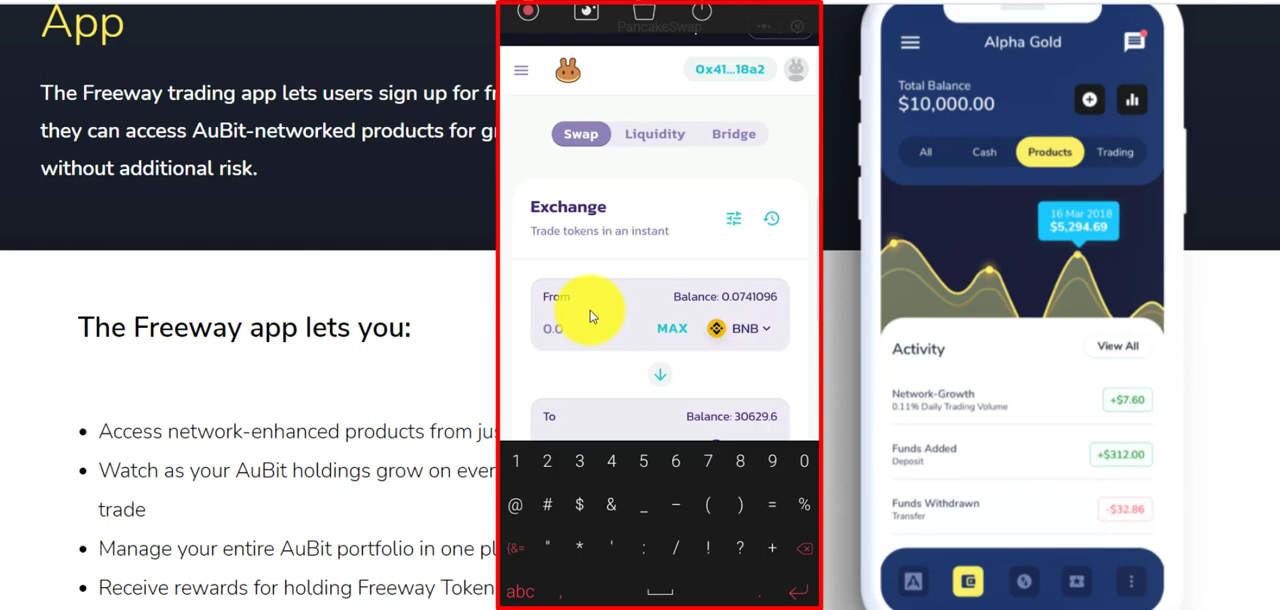 App
The Freeway trading app lets users sign up for
they can access AuBit-networked products for
without additional risk.
The Freeway app lets you:
Access network-enhanced products from
Watch as your AuBit holdings grow on
trade
Manage your entire AuBit portfolio in one
Receive rewards for holding Freeway
PancakeSwap
0x41...18a2
Swap Liquidity Bridge
Exchange
Trade tokens in an instant
From Balance: 0.0741096
0.0 MAX BNB
To Balance: 30629.6
1 2 3 4 5 6 7 8 9 0
@ # $ & _ – ( ) = %
{&= " * ' : / ! ? +
abc , .
Alpha Gold
Total Balance
$10,000.00
All Cash Products Trading
16 Mar 2018
$5,294.69
Activity View All
Network-Growth
0.11% Daily Trading Volume
+$7.60
Funds Added
Deposit
+$312.00
Funds Withdrawn
Transfer
-$32.86